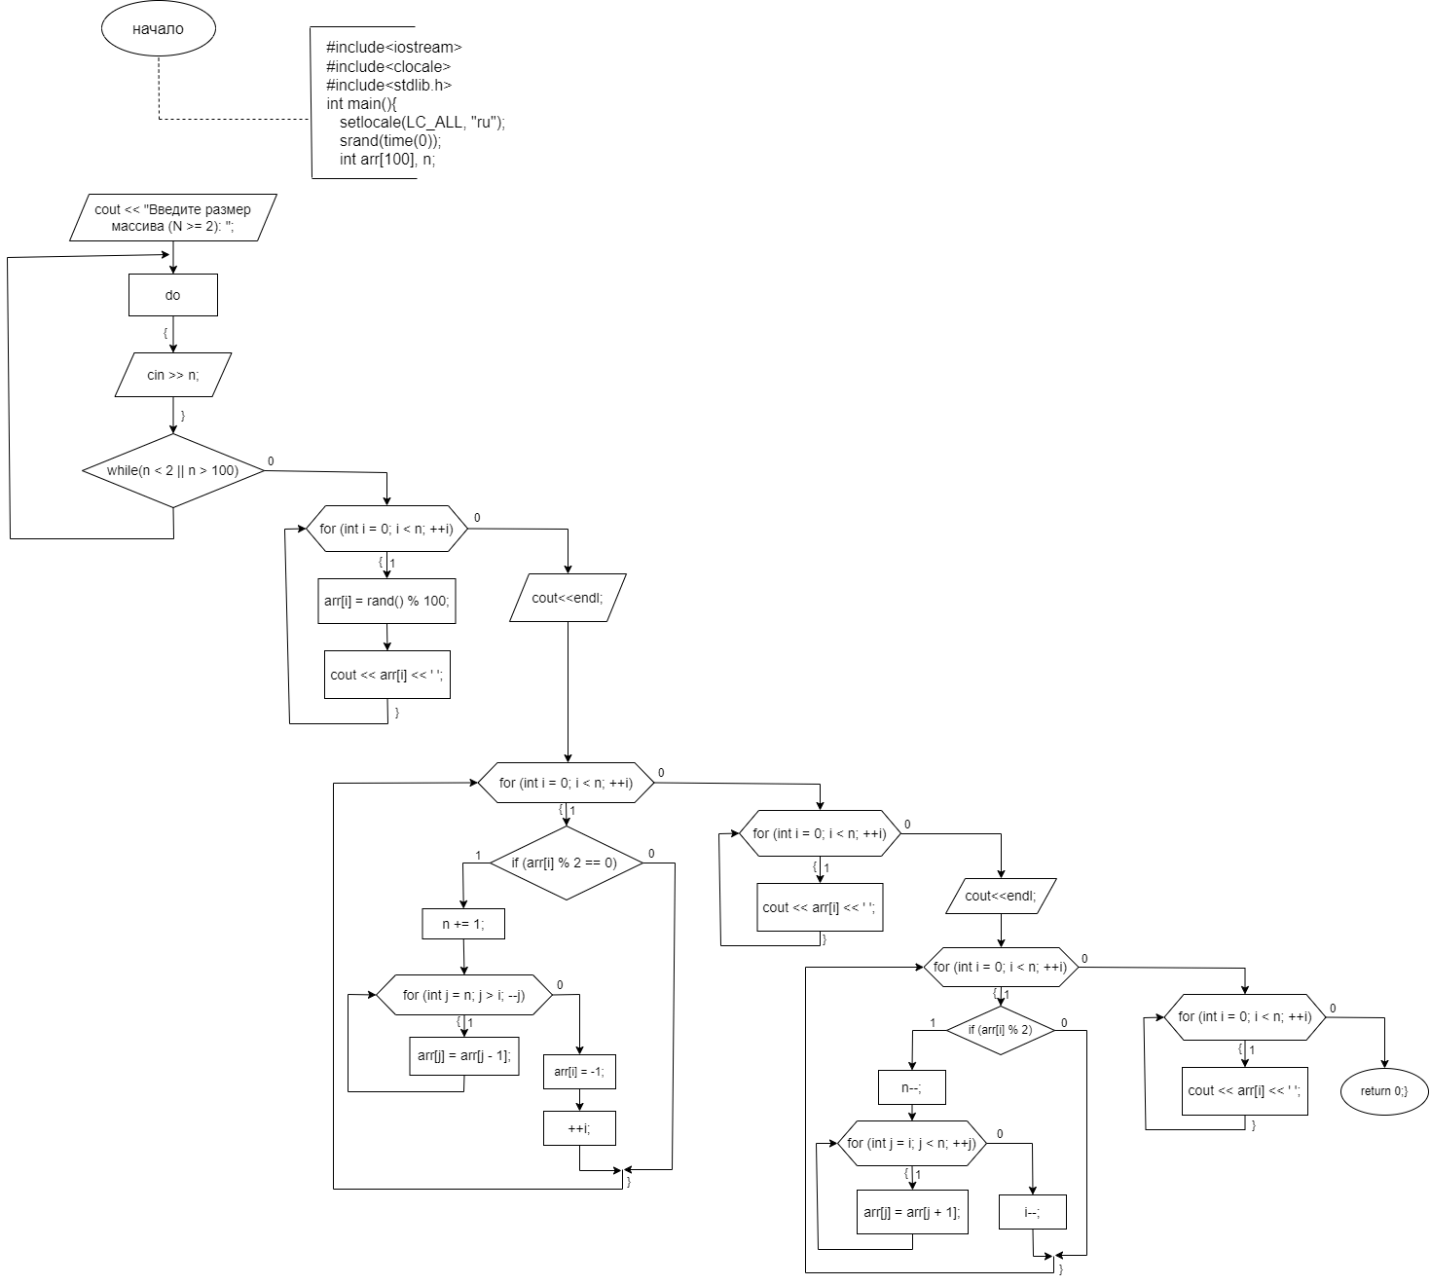 начало
#include<iostream>
#include<clocale>
#include<stdlib.h>
int main(){
setlocale(LC_ALL, "ru");
srand(time(0));
int arr[100], n;
cout << "Введите размер
массива (N >= 2): ";
do
{
cin >> n;
}
while(n < 2 || n > 100)
0
for (int i = 0; i < n; ++i)
0
{ 1
arr[i] = rand() % 100;
cout << arr[i] << ' ';
}
cout<<endl;
for (int i = 0; i < n; ++i)
0
{ 1
if (arr[i] % 2 == 0)
1
0
n += 1;
for (int j = n; j > i; --j)
0
{ 1
arr[j] = arr[j - 1];
arr[i] = -1;
++i;
}
for (int i = 0; i < n; ++i)
0
{ 1
cout << arr[i] << ' ';
}
cout<<endl;
for (int i = 0; i < n; ++i)
0
{ 1
if (arr[i] % 2)
1
0
n--;
for (int j = i; j < n; ++j)
0
{ 1
arr[j] = arr[j + 1];
i--;
}
for (int i = 0; i < n; ++i)
0
{ 1
cout << arr[i] << ' ';
}
return 0;}